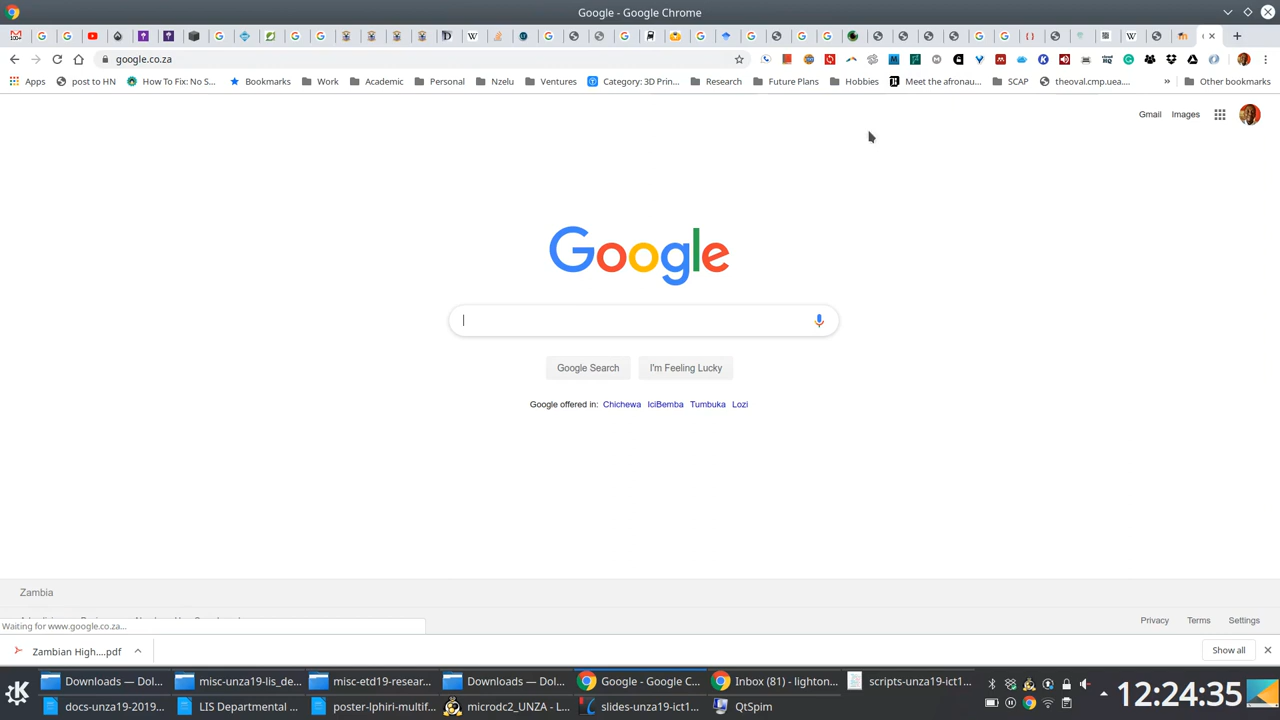 Google - Google Chrome
google.co.za
Apps post to HN How To Fix: No S... Bookmarks Work Academic Personal Nzelu Ventures Category: 3D Prin... Research Future Plans Hobbies Meet the afronau... SCAP theoval.cmp.uea.... » Other bookmarks
Gmail Images
Google
Google Search I'm Feeling Lucky
Google offered in: Chichewa IciBemba Tumbuka Lozi
Zambia
Waiting for www.google.co.za...
Privacy Terms Settings
Zambian High....pdf Show all
Downloads — Dol... misc-unza19-lis_de... misc-etd19-resear... Downloads — Dol... Google - Google C... Inbox (81) - lighton... scripts-unza19-ict1...
docs-unza19-2019... LIS Departmental ... poster-lphiri-multif... microdc2_UNZA - L... slides-unza19-ict1... QtSpim
12:24:35